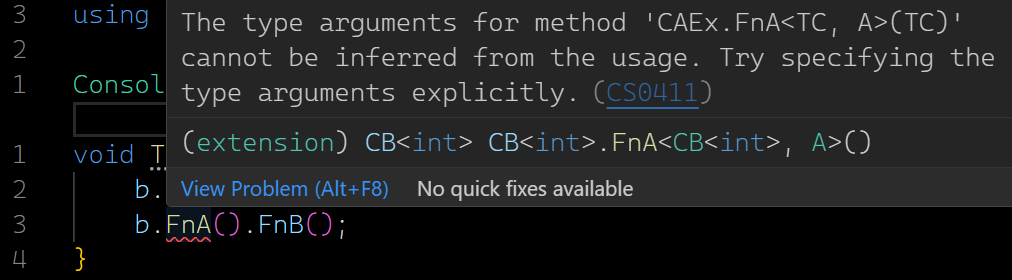 3 using
The type arguments for method 'CAEx.FnA<TC, A>(TC)'
cannot be inferred from the usage. Try specifying the
type arguments explicitly. (CS0411)
(extension) CB<int> CB<int>.FnA<CB<int>, A>()
View Problem (Alt+F8) No quick fixes available
2
1 Consol
1 void T
2 b.
3 b.FnA().FnB();
4 }